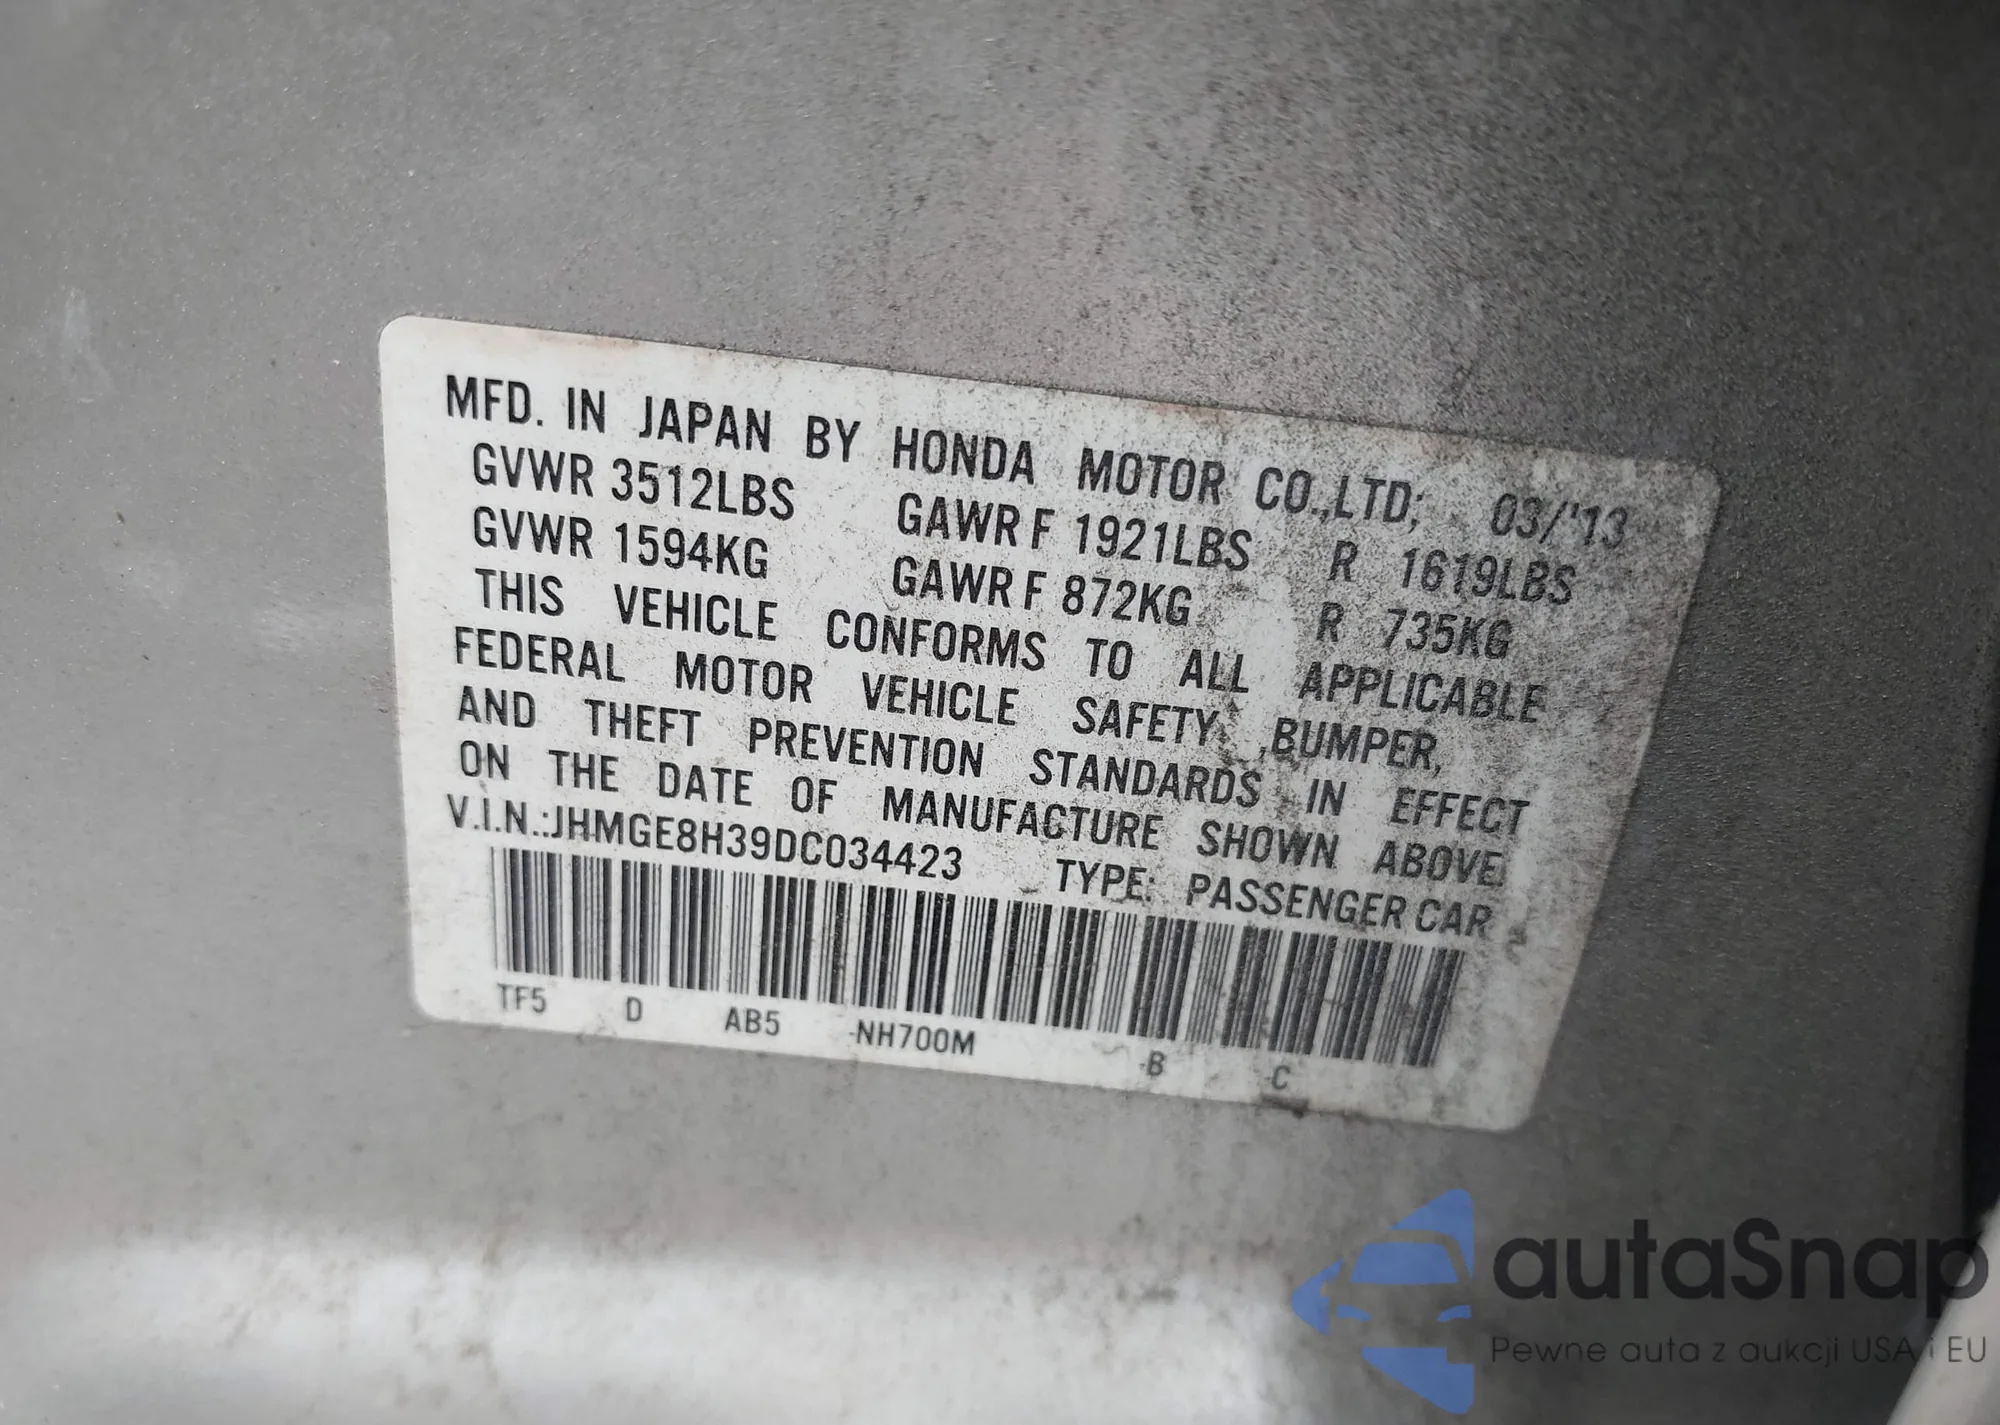 MFD. IN JAPAN BY HONDA MOTOR CO.,LTD; 03/'13
GVWR 3512LBS GAWR F 1921LBS R 1619LBS
GVWR 1594KG GAWR F 872KG R 735KG
THIS VEHICLE CONFORMS TO ALL APPLICABLE
FEDERAL MOTOR VEHICLE SAFETY ,BUMPER,
AND THEFT PREVENTION STANDARDS IN EFFECT
ON THE DATE OF MANUFACTURE SHOWN ABOVE.
V.I.N.:JHMGE8H39DC034423 TYPE: PASSENGER CAR
TF5 D AB5 -NH700M -B -C
autaSnap
Pewne auta z aukcji USA i EU